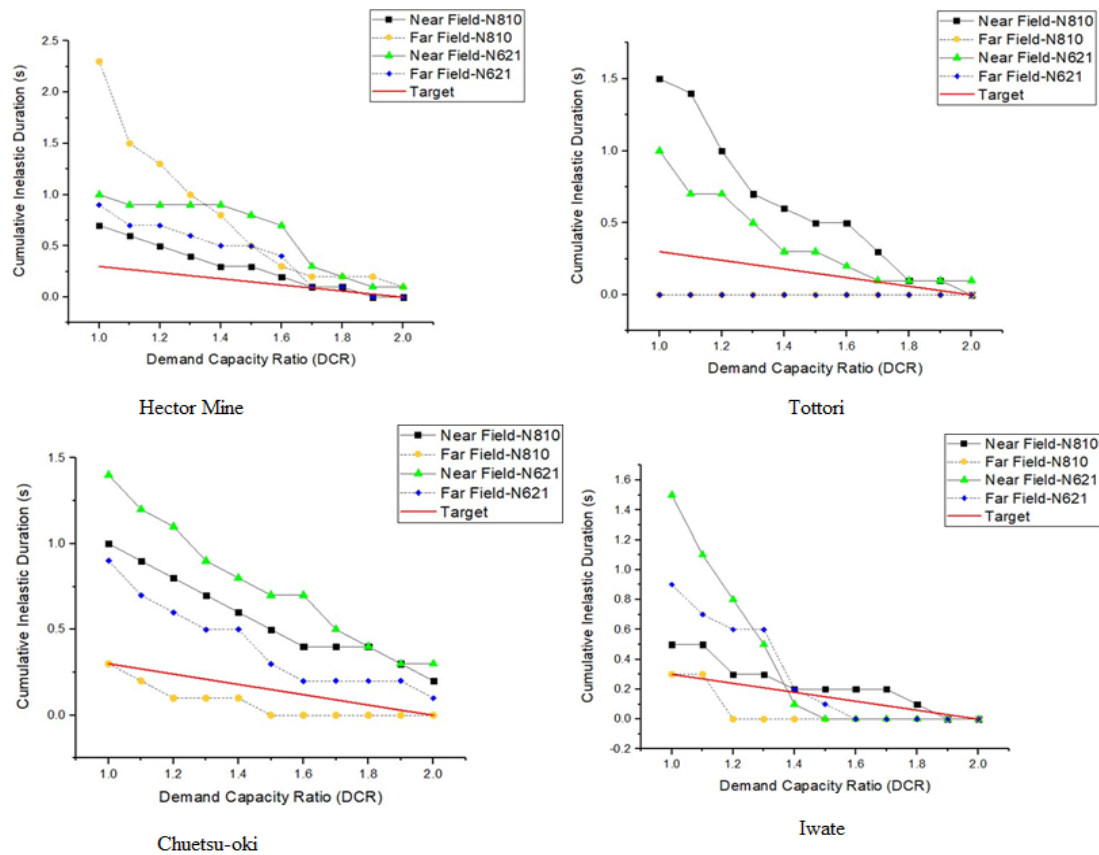 Near Field-N810
Far Field-N810
Near Field-N621
Far Field-N621
Target
2.5
2.0
1.5
1.0
0.5
0.0
Cumulative Inelastic Duration (s)
1.0 1.2 1.4 1.6 1.8 2.0
Demand Capacity Ratio (DCR)
Hector Mine
Near Field-N810
Far Field-N810
Near Field-N621
Far Field-N621
Target
1.5
1.0
0.5
0.0
Cumulative Inelastic Duration (s)
1.0 1.2 1.4 1.6 1.8 2.0
Demand Capacity Ratio (DCR)
Tottori
Near Field-N810
Far Field-N810
Near Field-N621
Far Field-N621
Target
1.5
1.0
0.5
0.0
Cumulative Inelastic Duration (s)
1.0 1.2 1.4 1.6 1.8 2.0
Demand Capacity Ratio (DCR)
Chuetsu-oki
Near Field-N810
Far Field-N810
Near Field-N621
Far Field-N621
Target
1.6
1.4
1.2
1.0
0.8
0.6
0.4
0.2
0.0
-0.2
Cumulative Inelastic Duration (s)
1.0 1.2 1.4 1.6 1.8 2.0
Demand Capacity Ratio (DCR)
Iwate